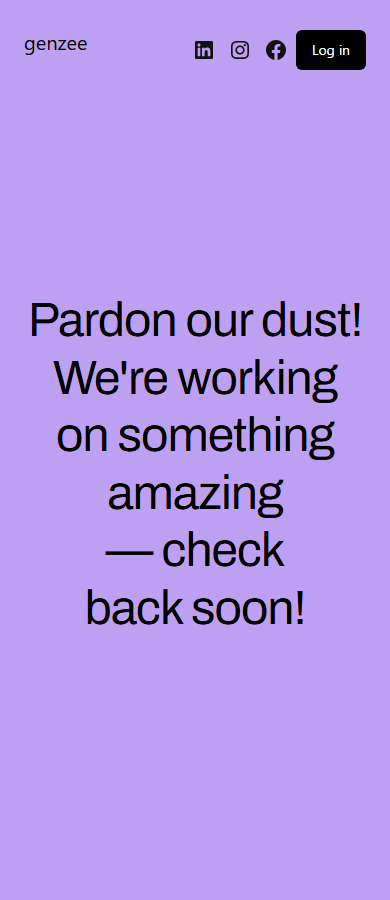 genzee
Log in
Pardon our dust!
We're working
on something
amazing
— check
back soon!